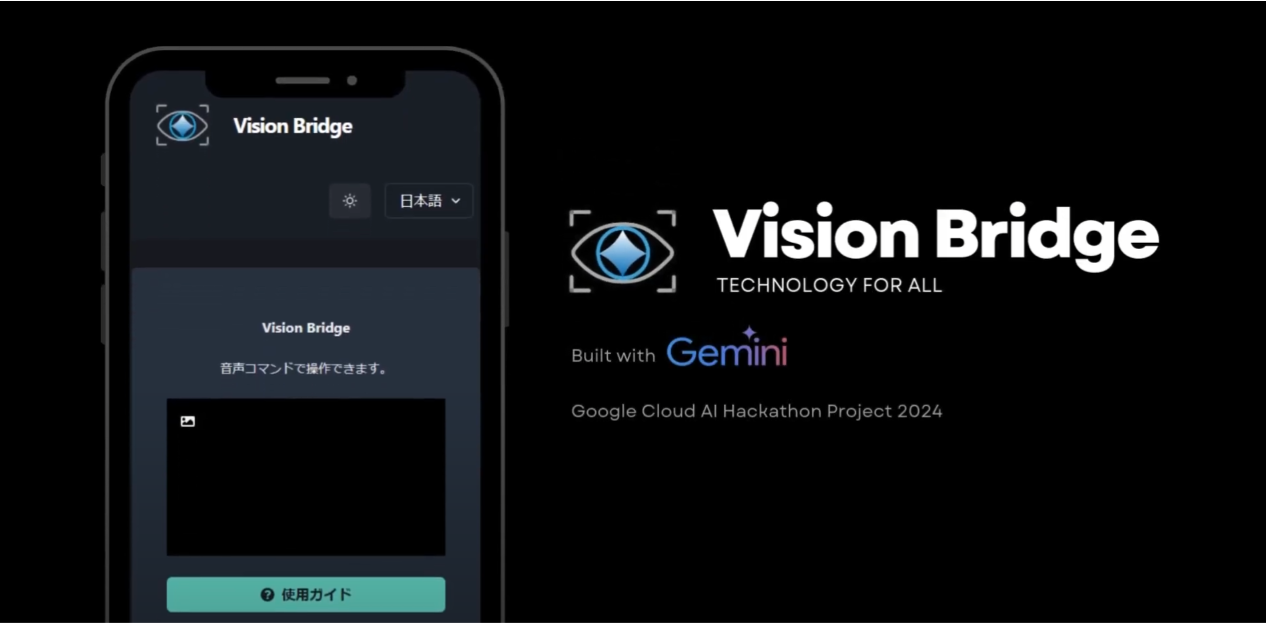 Vision Bridge
日本語
Vision Bridge
音声コマンドで操作できます。
使用ガイド
Vision Bridge
TECHNOLOGY FOR ALL
Built with Gemini
Google Cloud AI Hackathon Project 2024